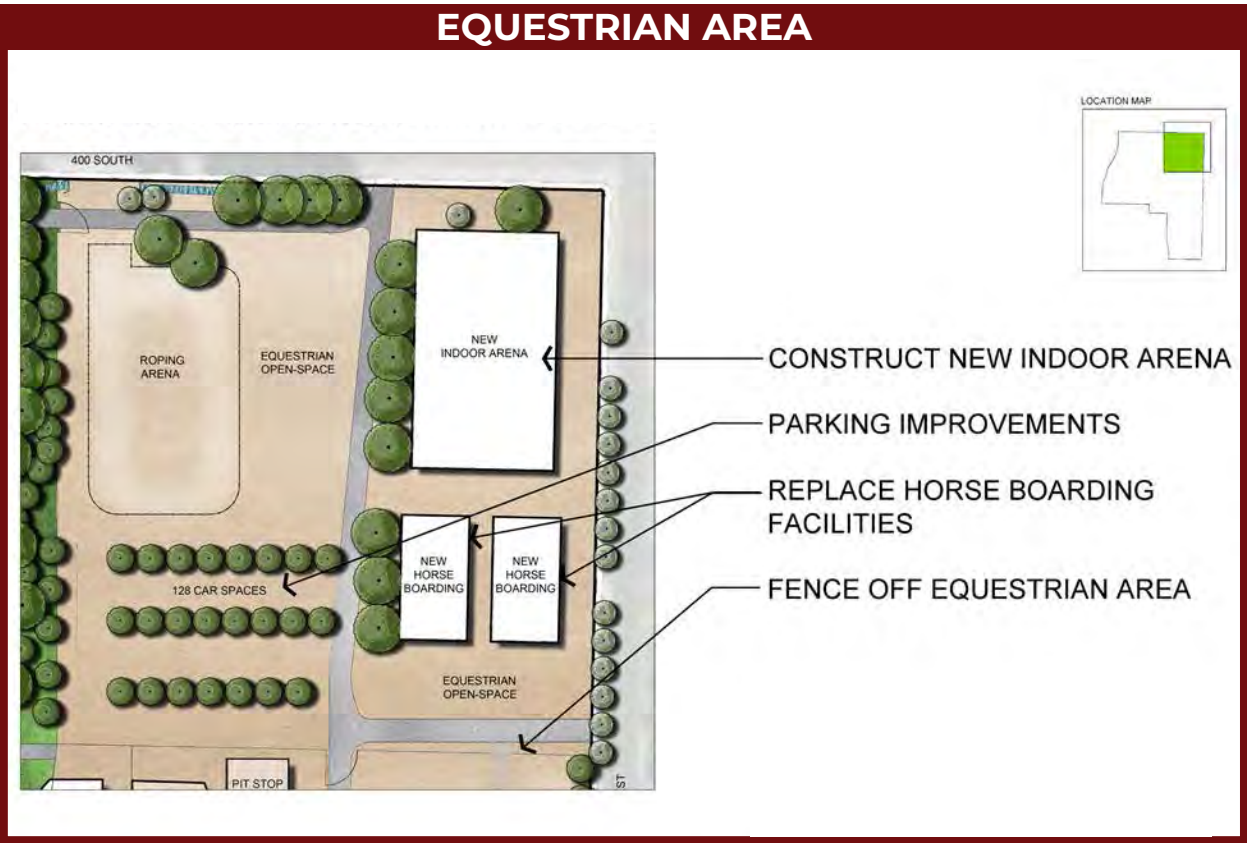 EQUESTRIAN AREA
LOCATION MAP
400 SOUTH
NEW
INDOOR ARENA
ROPING
ARENA
EQUESTRIAN
OPEN-SPACE
CONSTRUCT NEW INDOOR ARENA
PARKING IMPROVEMENTS
REPLACE HORSE BOARDING
FACILITIES
NEW
HORSE
BOARDING
NEW
HORSE
BOARDING
128 CAR SPACES
FENCE OFF EQUESTRIAN AREA
EQUESTRIAN
OPEN-SPACE
PIT STOP
ST